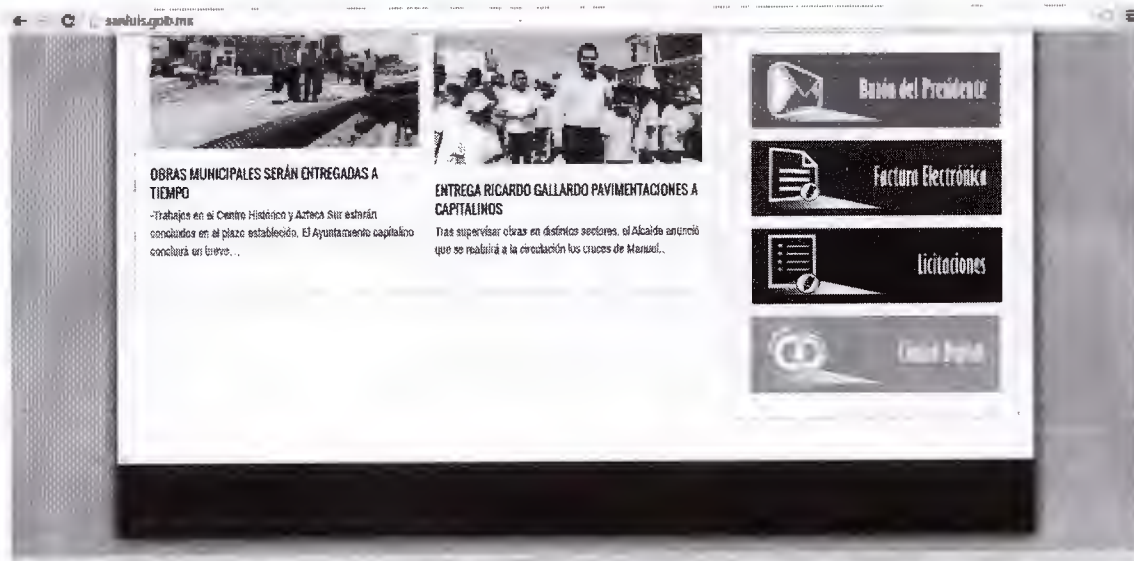 sanluis.gob.mx
OBRAS MUNICIPALES SERÁN ENTREGADAS A
TIEMPO
-Trabajos en el Centro Histórico y Azteca Sur estarán
concluidos en el plazo establecido. El Ayuntamiento capitalino
concluirá en breve...
ENTREGA RICARDO GALLARDO PAVIMENTACIONES A
CAPITALINOS
Tras supervisar obras en distintos sectores, el Alcalde anunció
que se reabrirá a la circulación los cruces de Manuel...
Buzón del Presidente
Factura Electrónica
Licitaciones